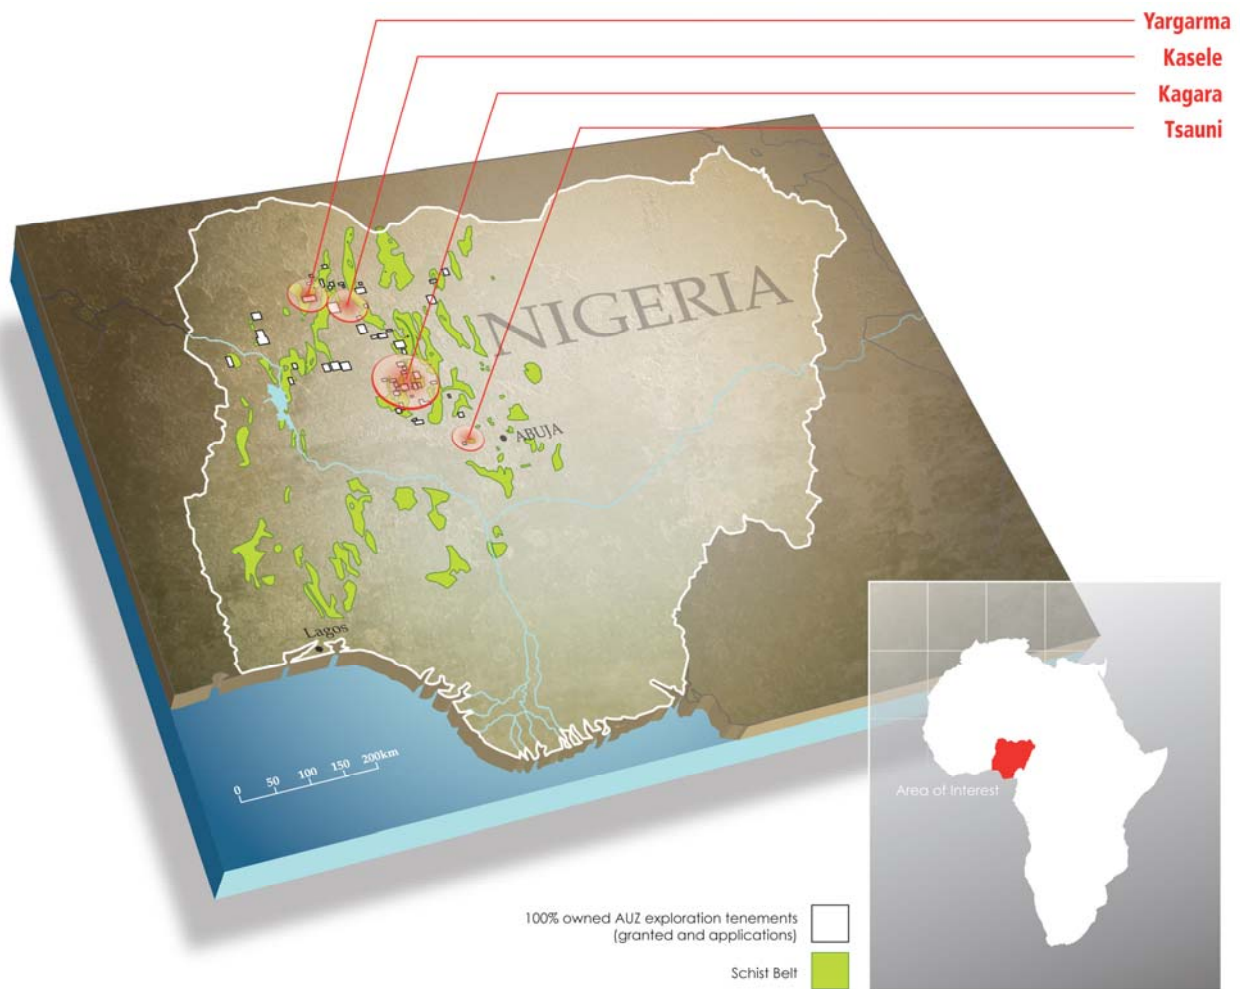 Yargarma
Kasele
Kagara
Tsauni
NIGERIA
ABUJA
Lagos
0 50 100 150 200km
Area of Interest
100% owned AUZ exploration tenements
(granted and applications)
Schist Belt